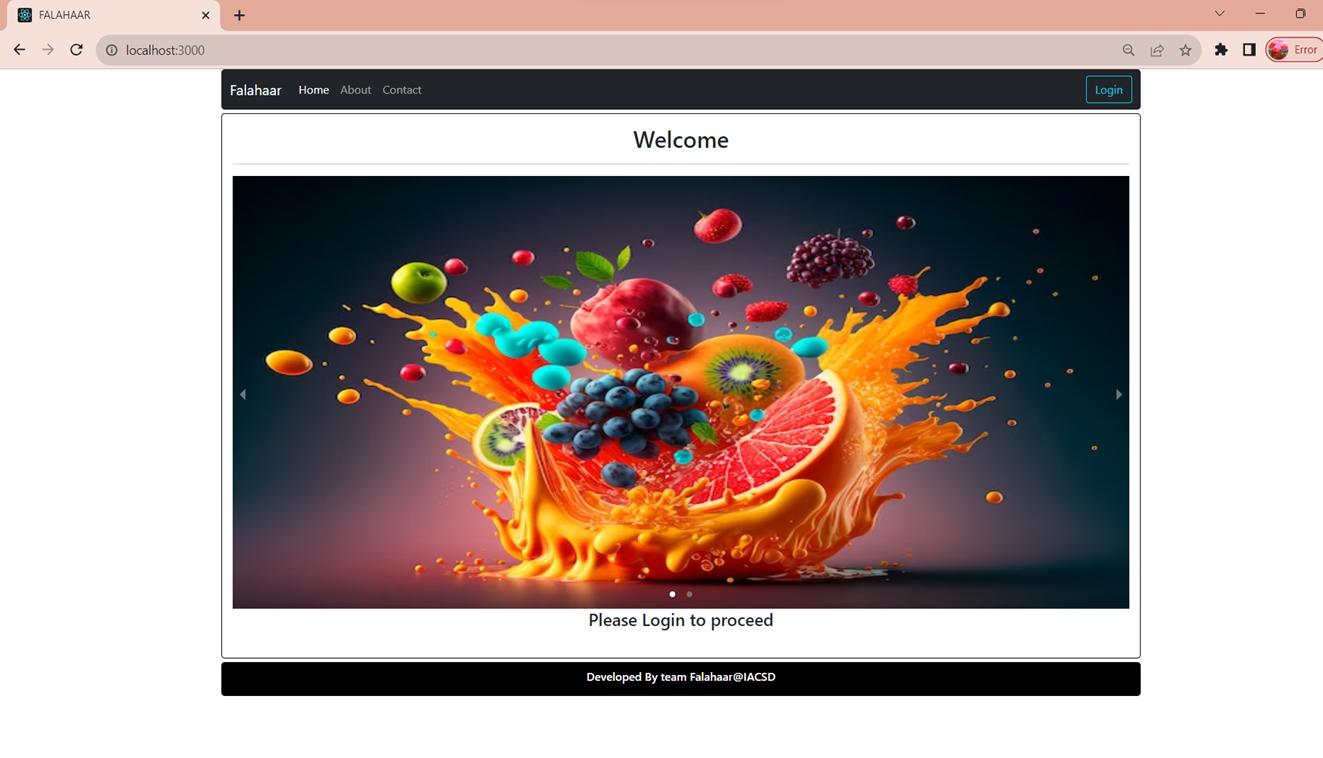 FALAHAAR
localhost:3000
Error
Falahaar Home About Contact Login
Welcome
Please Login to proceed
Developed By team Falahaar@IACSD